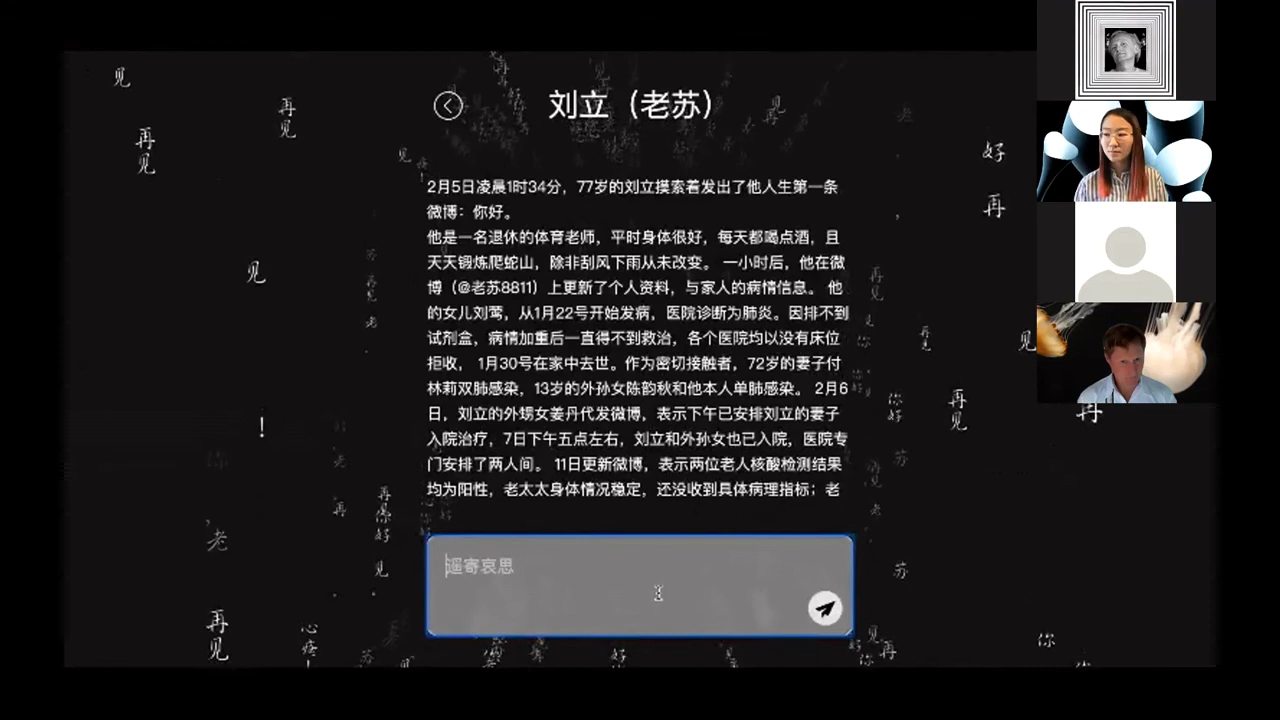 刘立（老苏）
2月5日凌晨1时34分，77岁的刘立摸索着发出了他人生第一条
微博：你好。
他是一名退休的体育老师，平时身体很好，每天都喝点酒，且
天天锻炼爬蛇山，除非刮风下雨从未改变。 一小时后，他在微
博（@老苏8811）上更新了个人资料，与家人的病情信息。 他
的女儿刘莺，从1月22号开始发病，医院诊断为肺炎。因排不到
试剂盒，病情加重后一直得不到救治，各个医院均以没有床位
拒收， 1月30号在家中去世。作为密切接触者，72岁的妻子付
林莉双肺感染，13岁的外孙女陈韵秋和他本人单肺感染。 2月6
日，刘立的外甥女姜丹代发微博，表示下午已安排刘立的妻子
入院治疗，7日下午五点左右，刘立和外孙女也已入院，医院专
门安排了两人间。 11日更新微博，表示两位老人核酸检测结果
均为阳性，老太太身体情况稳定，还没收到具体病理指标；老
遥寄哀思
见
再见
再见
好
再
见
见
再见
再见
！
老
苏
再见
心疼！
你
好
再